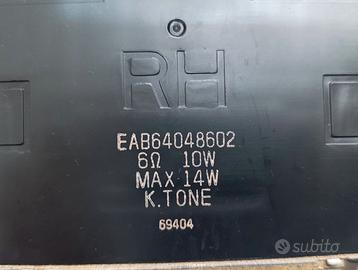 RH
EAB64048602
6Ω 10W
MAX 14W
K.TONE
69404
subito